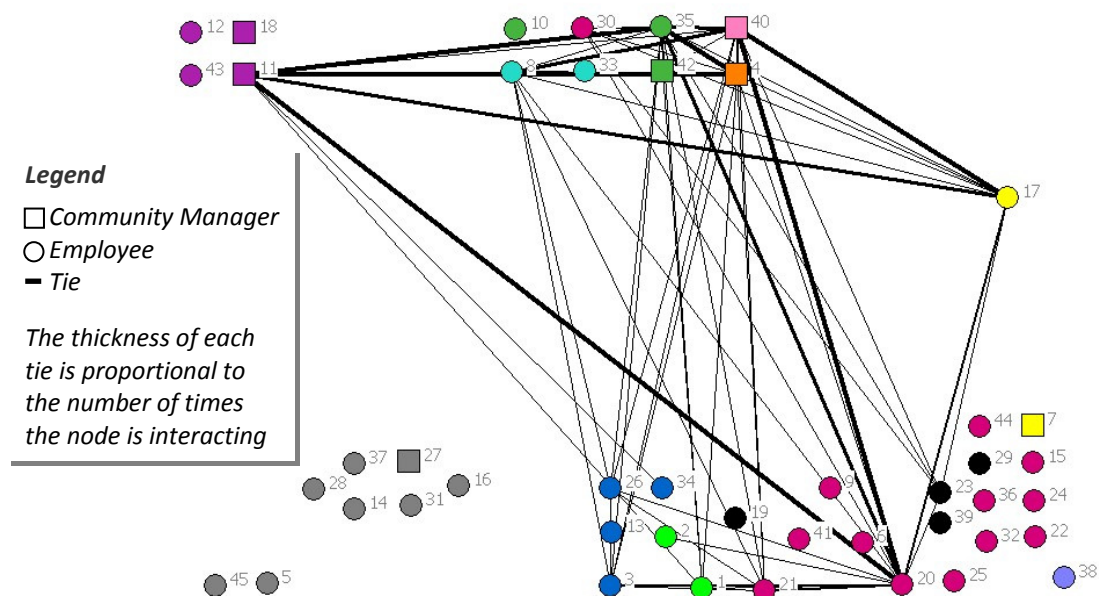 12 18 10 30 35 40
43 11 8 33 42 4
17
Legend
Community Manager
Employee
Tie
The thickness of each
tie is proportional to
the number of times
the node is interacting
44 7
37 27 29 15
28 16 26 34 9 23 36 24
14 31 19 39
13 2 41 6 32 22
45 5 3 1 21 20 25 38